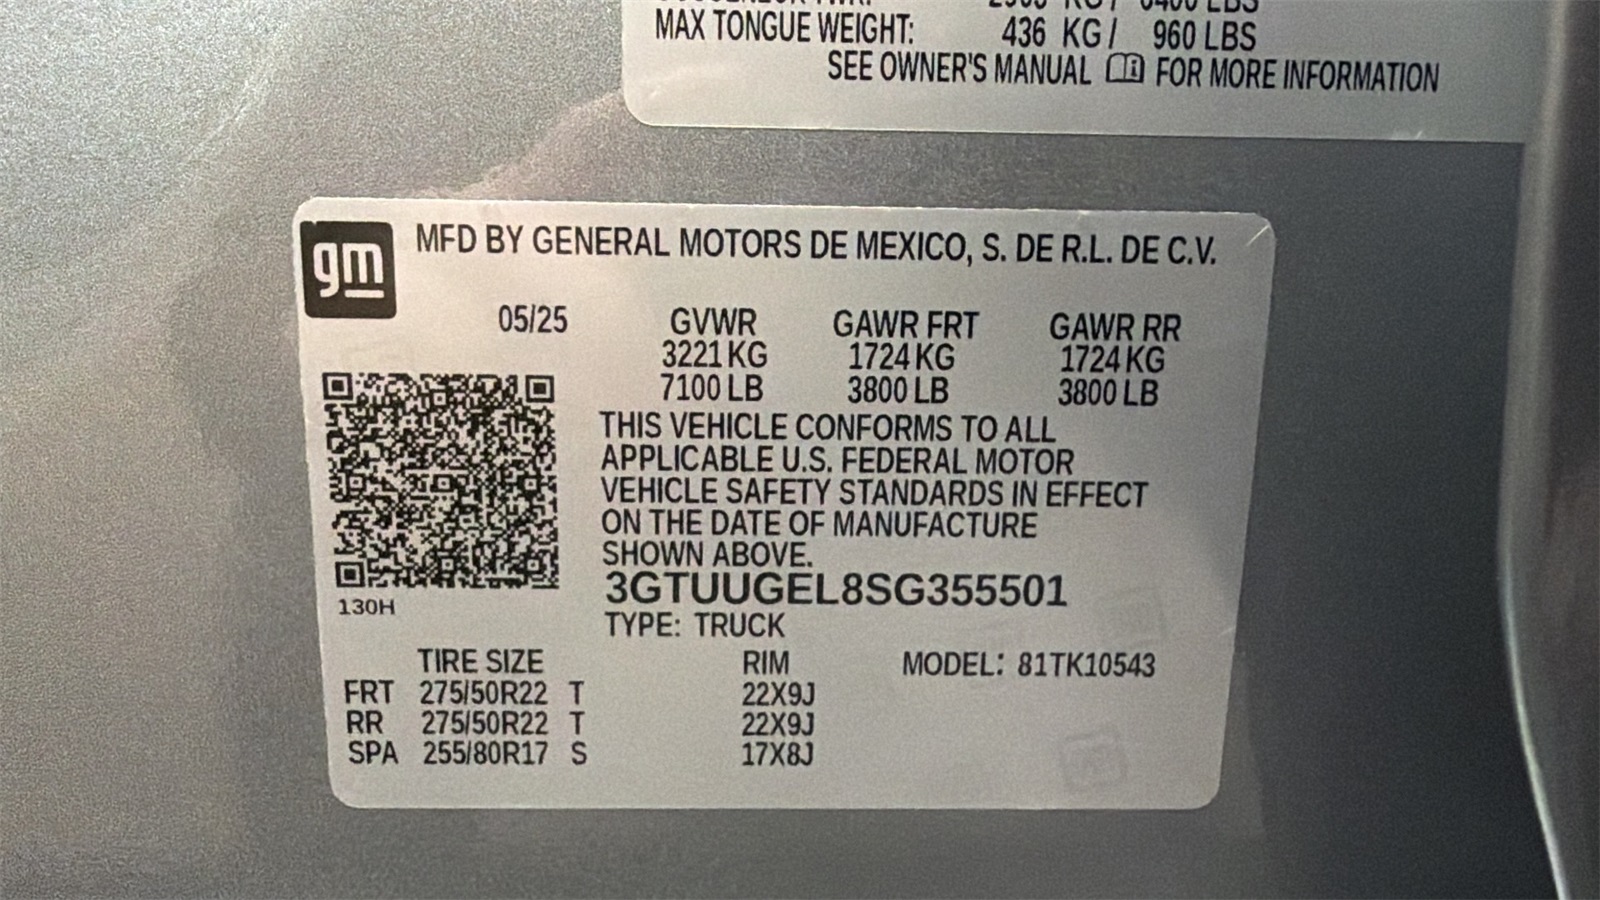 MAX TONGUE WEIGHT: 436 KG / 960 LBS
SEE OWNER'S MANUAL FOR MORE INFORMATION
gm
MFD BY GENERAL MOTORS DE MEXICO, S. DE R.L. DE C.V.
05/25 GVWR GAWR FRT GAWR RR
3221 KG 1724 KG 1724 KG
7100 LB 3800 LB 3800 LB
THIS VEHICLE CONFORMS TO ALL
APPLICABLE U.S. FEDERAL MOTOR
VEHICLE SAFETY STANDARDS IN EFFECT
ON THE DATE OF MANUFACTURE
SHOWN ABOVE.
3GTUUGEL8SG355501
130H
TYPE: TRUCK
TIRE SIZE RIM MODEL: 81TK10543
FRT 275/50R22 T 22X9J
RR 275/50R22 T 22X9J
SPA 255/80R17 S 17X8J